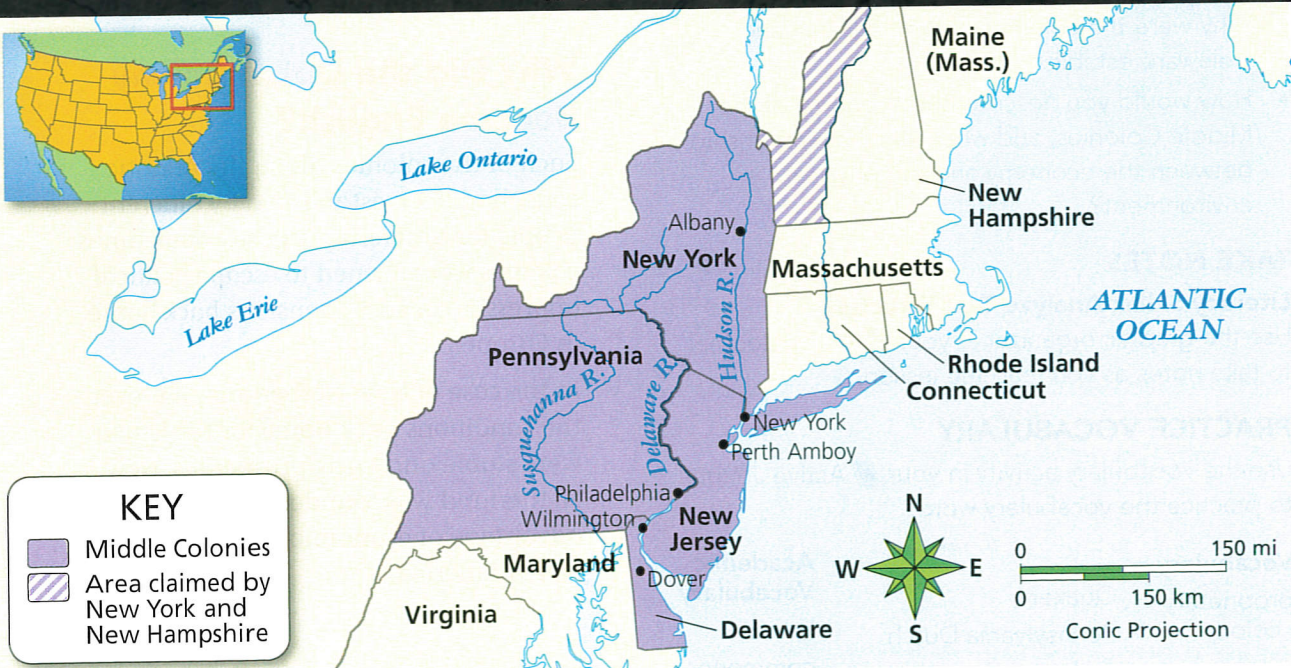 Maine
(Mass.)
Lake Ontario
New
Hampshire
Albany
New York
Massachusetts
Hudson R.
ATLANTIC
OCEAN
Lake Erie
Pennsylvania
Rhode Island
Connecticut
Susquehanna R.
Delaware R.
New York
Perth Amboy
Philadelphia
Wilmington
New
Jersey
Maryland
Dover
Virginia
Delaware
KEY
Middle Colonies
Area claimed by
New York and
New Hampshire
N
W
E
S
0
150 mi
0
150 km
Conic Projection